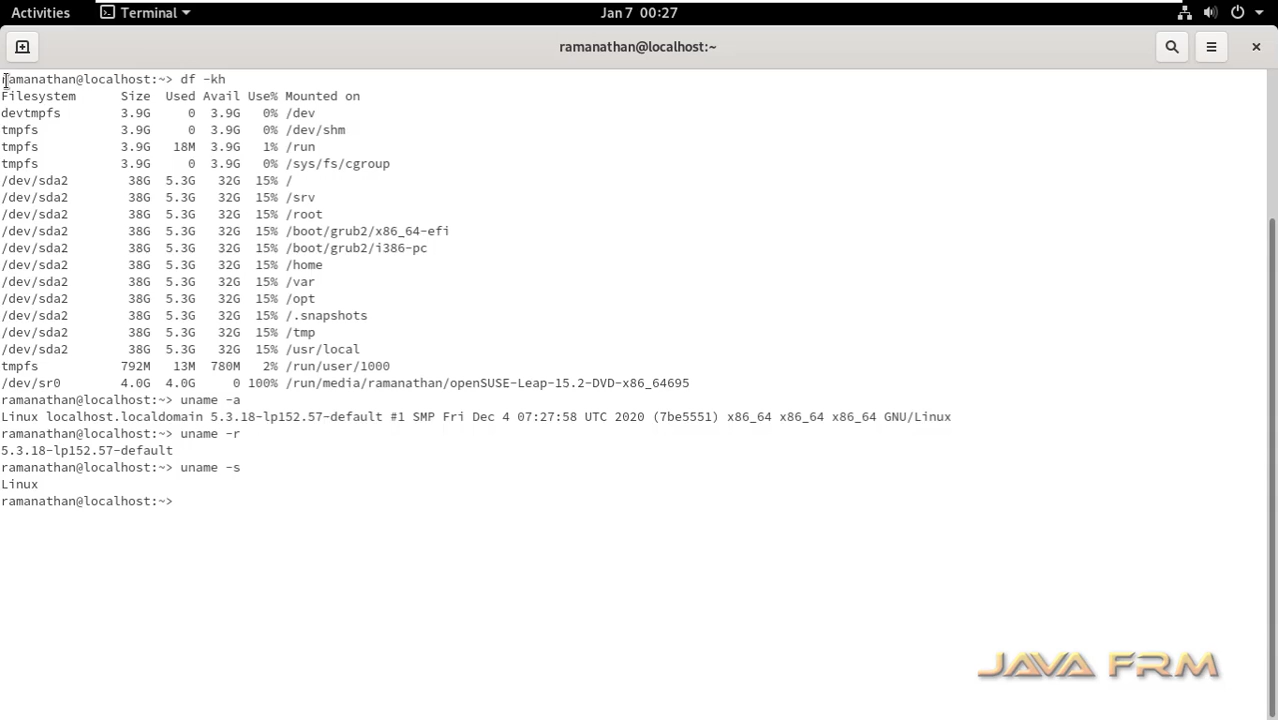 Activities Terminal Jan 7 00:27
ramanathan@localhost:~
ramanathan@localhost:~> df -kh
Filesystem      Size  Used Avail Use% Mounted on
devtmpfs        3.9G     0  3.9G   0% /dev
tmpfs           3.9G     0  3.9G   0% /dev/shm
tmpfs           3.9G   18M  3.9G   1% /run
tmpfs           3.9G     0  3.9G   0% /sys/fs/cgroup
/dev/sda2        38G  5.3G   32G  15% /
/dev/sda2        38G  5.3G   32G  15% /srv
/dev/sda2        38G  5.3G   32G  15% /root
/dev/sda2        38G  5.3G   32G  15% /boot/grub2/x86_64-efi
/dev/sda2        38G  5.3G   32G  15% /boot/grub2/i386-pc
/dev/sda2        38G  5.3G   32G  15% /home
/dev/sda2        38G  5.3G   32G  15% /var
/dev/sda2        38G  5.3G   32G  15% /opt
/dev/sda2        38G  5.3G   32G  15% /.snapshots
/dev/sda2        38G  5.3G   32G  15% /tmp
/dev/sda2        38G  5.3G   32G  15% /usr/local
tmpfs           792M   13M  780M   2% /run/user/1000
/dev/sr0        4.0G  4.0G     0 100% /run/media/ramanathan/openSUSE-Leap-15.2-DVD-x86_64695
ramanathan@localhost:~> uname -a
Linux localhost.localdomain 5.3.18-lp152.57-default #1 SMP Fri Dec 4 07:27:58 UTC 2020 (7be5551) x86_64 x86_64 x86_64 GNU/Linux
ramanathan@localhost:~> uname -r
5.3.18-lp152.57-default
ramanathan@localhost:~> uname -s
Linux
ramanathan@localhost:~>
JAVA FRM